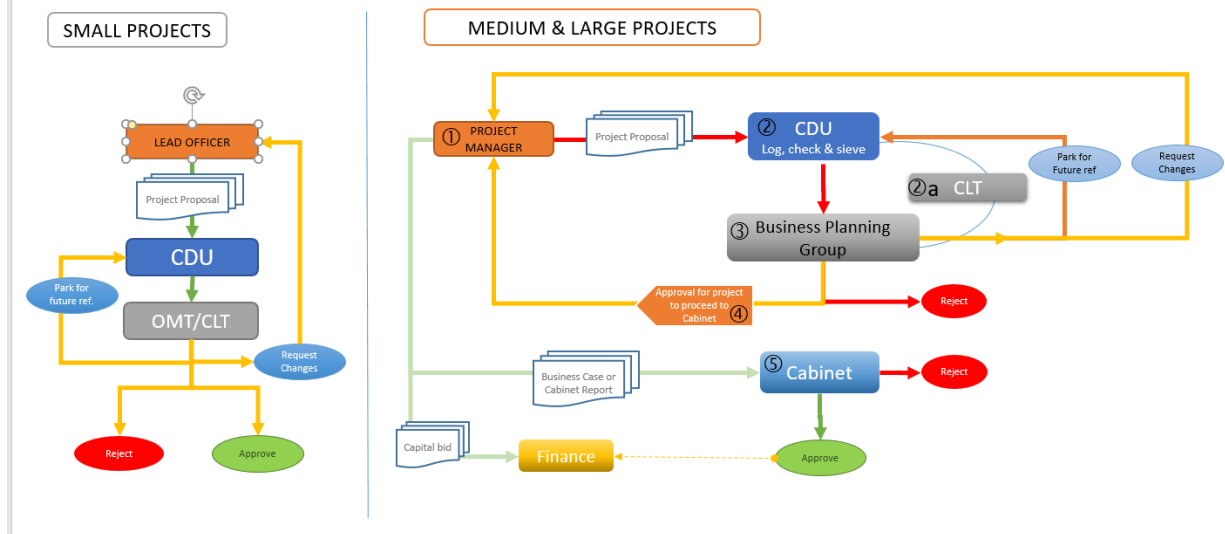 SMALL PROJECTS
LEAD OFFICER
Project Proposal
CDU
Park for
future ref.
OMT/CLT
Request
Changes
Reject
Approve
MEDIUM & LARGE PROJECTS
① PROJECT
MANAGER
Project Proposal
② CDU
Log, check & sieve
Park for
Future ref
Request
Changes
②a CLT
③ Business Planning
Group
Approval for project
to proceed to
Cabinet ④
Reject
Business Case or
Cabinet Report
⑤ Cabinet
Reject
Capital bid
Finance
Approve